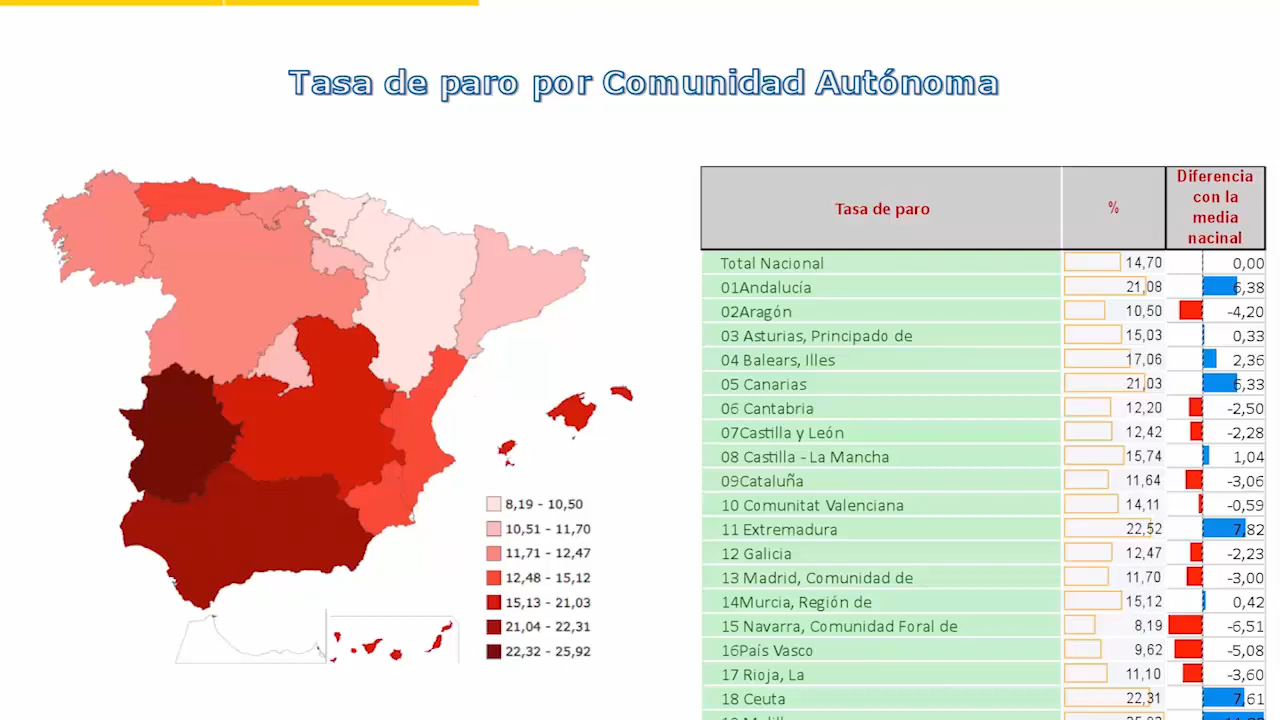 Tasa de paro por Comunidad Autónoma
8,19 - 10,50
10,51 - 11,70
11,71 - 12,47
12,48 - 15,12
15,13 - 21,03
21,04 - 22,31
22,32 - 25,92
Tasa de paro % Diferencia
con la
media
nacinal
Total Nacional 14,70 0,00
01Andalucía 21,08 6,38
02Aragón 10,50 -4,20
03 Asturias, Principado de 15,03 0,33
04 Balears, Illes 17,06 2,36
05 Canarias 21,03 6,33
06 Cantabria 12,20 -2,50
07Castilla y León 12,42 -2,28
08 Castilla - La Mancha 15,74 1,04
09Cataluña 11,64 -3,06
10 Comunitat Valenciana 14,11 -0,59
11 Extremadura 22,52 7,82
12 Galicia 12,47 -2,23
13 Madrid, Comunidad de 11,70 -3,00
14Murcia, Región de 15,12 0,42
15 Navarra, Comunidad Foral de 8,19 -6,51
16País Vasco 9,62 -5,08
17 Rioja, La 11,10 -3,60
18 Ceuta 22,31 7,61